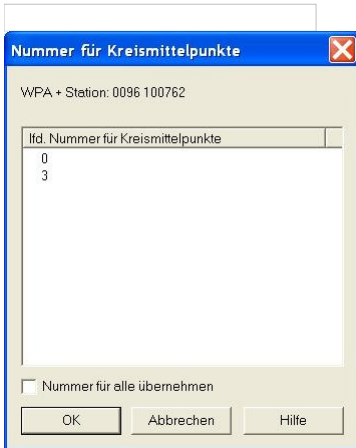 Nummer für Kreismittelpunkte
WPA + Station: 0096 100762
lfd. Nummer für Kreismittelpunkte
0
3
Nummer für alle übernehmen
OK Abbrechen Hilfe